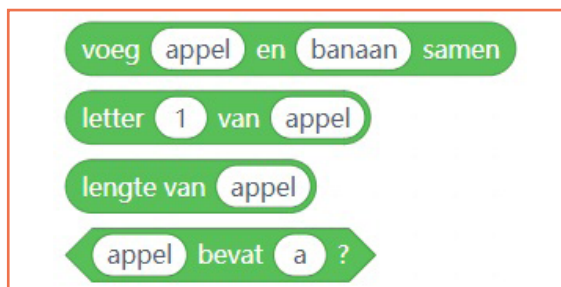 voeg appel en banaan samen
letter 1 van appel
lengte van appel
appel bevat a ?